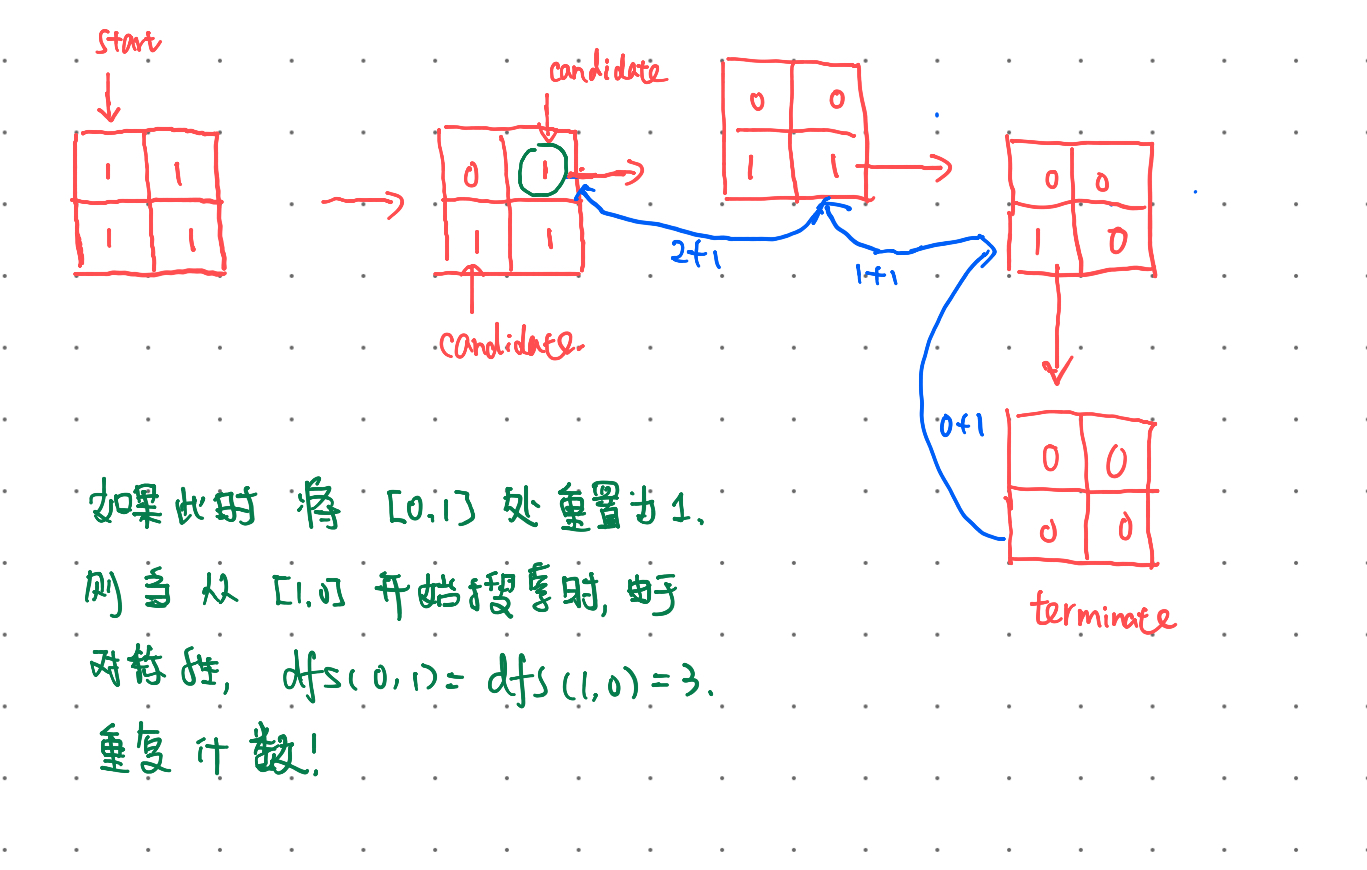 start
candidate
1 1
1 1
0 1
1 1
candidate.
0 0
1 1
0 0
1 0
2+1
1+1
0+1
0 0
0 0
terminate
如果此时 将 [0,1] 处重置为1.
则当从 [1,0] 开始搜索时, 由于
对称性, dfs(0,1)= dfs(1,0)=3.
重复计数!